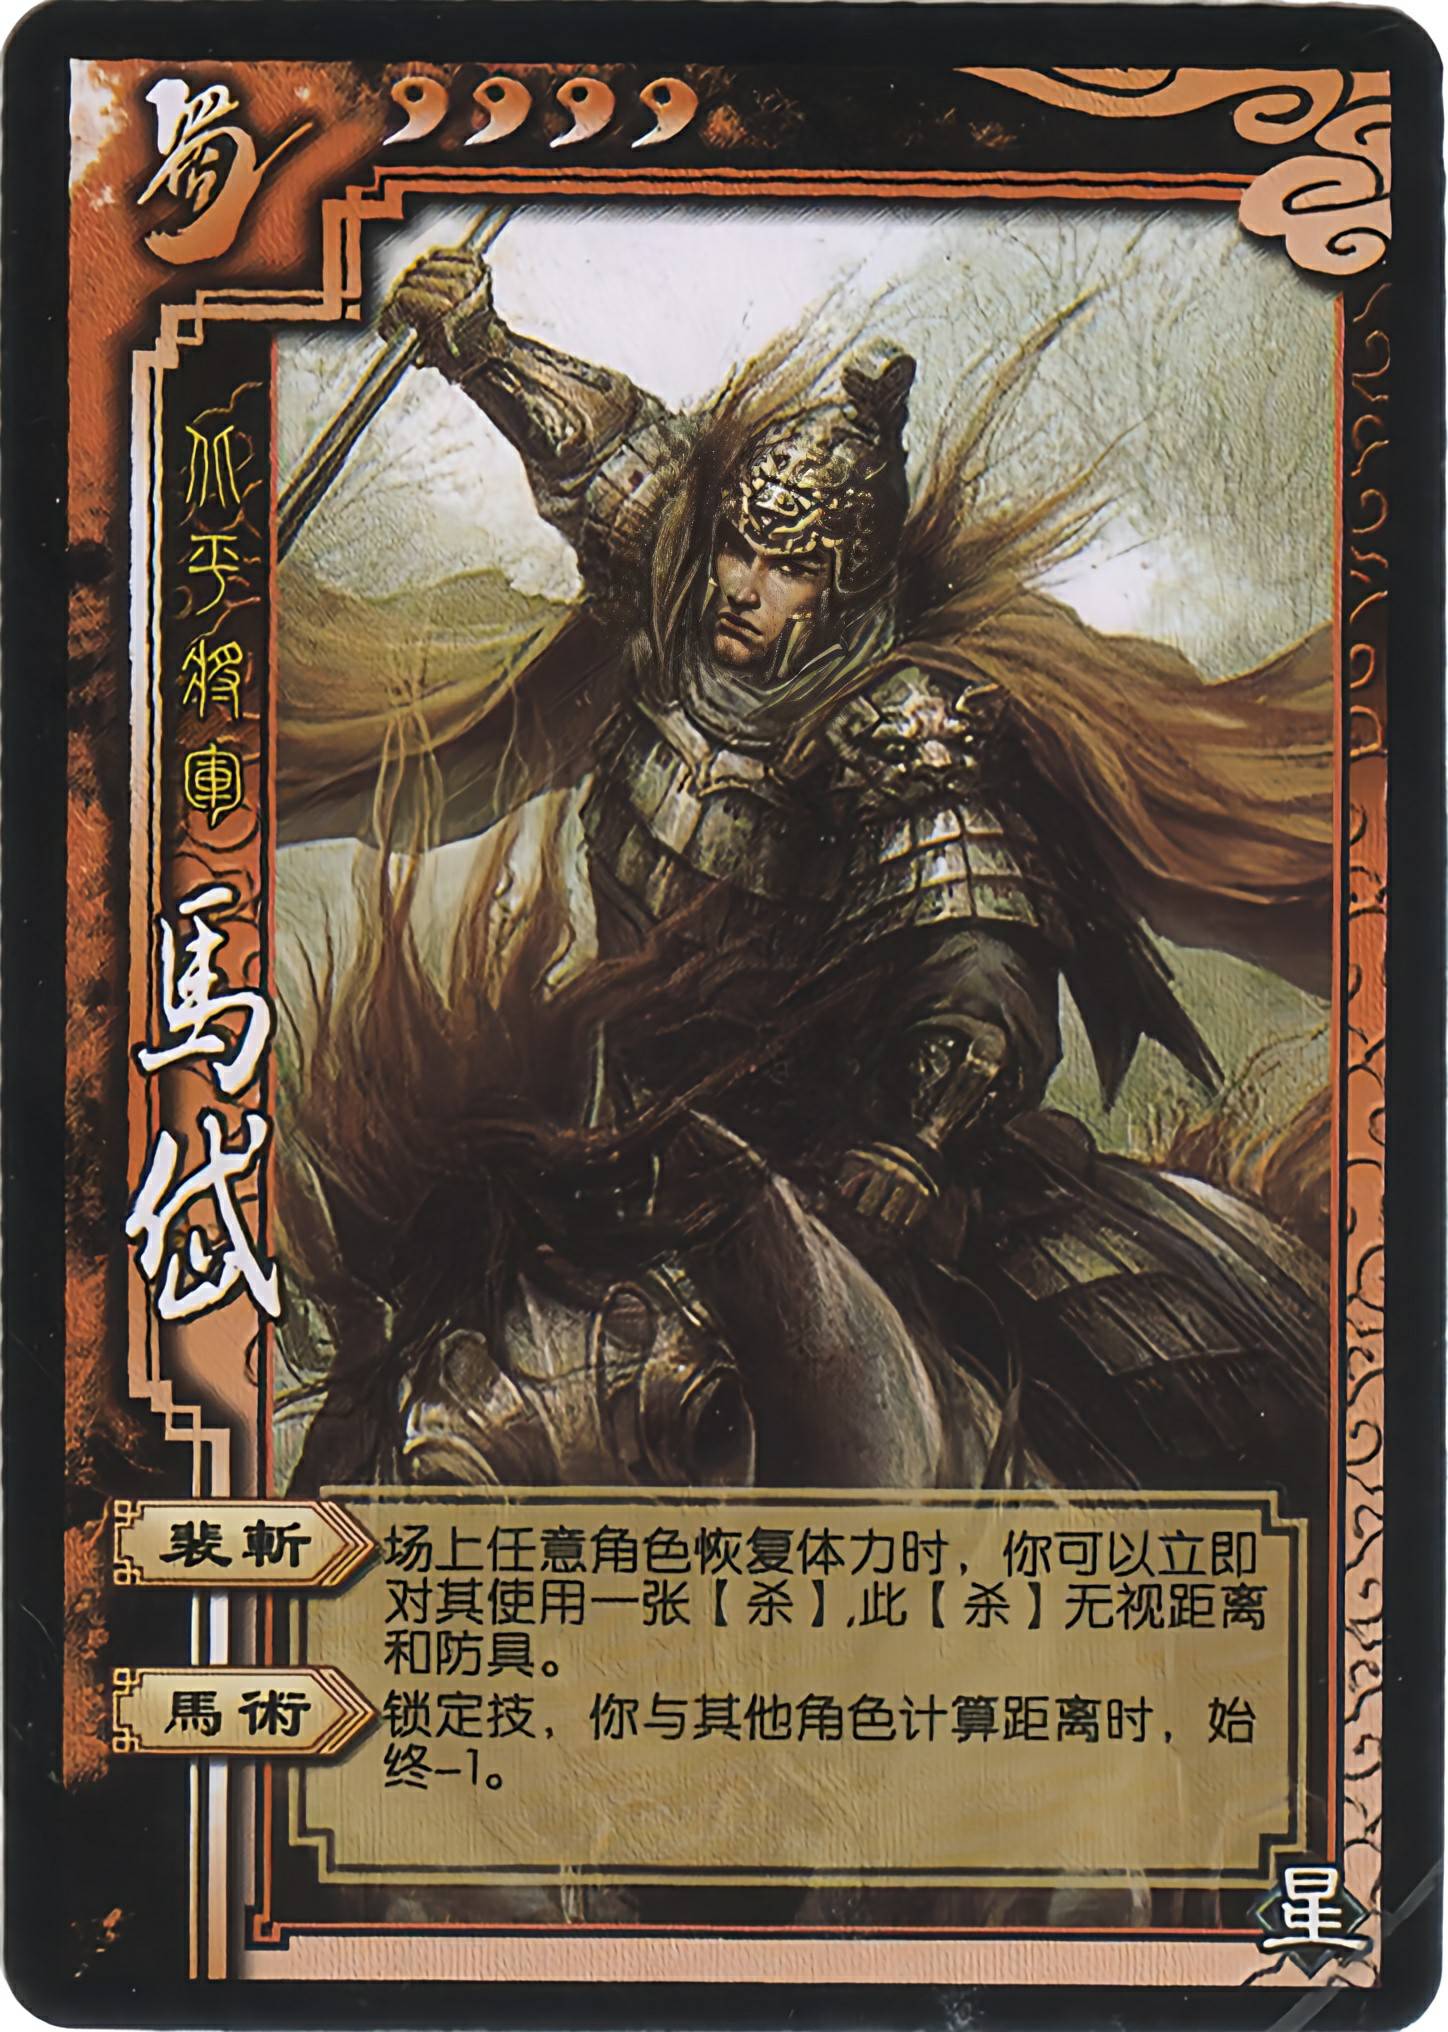 蜀
平將軍
馬岱
裂斬
场上任意角色恢复体力时，你可以立即
对其使用一张【杀】,此【杀】无视距离
和防具。
馬術
锁定技，你与其他角色计算距离时，始
终-1。
星